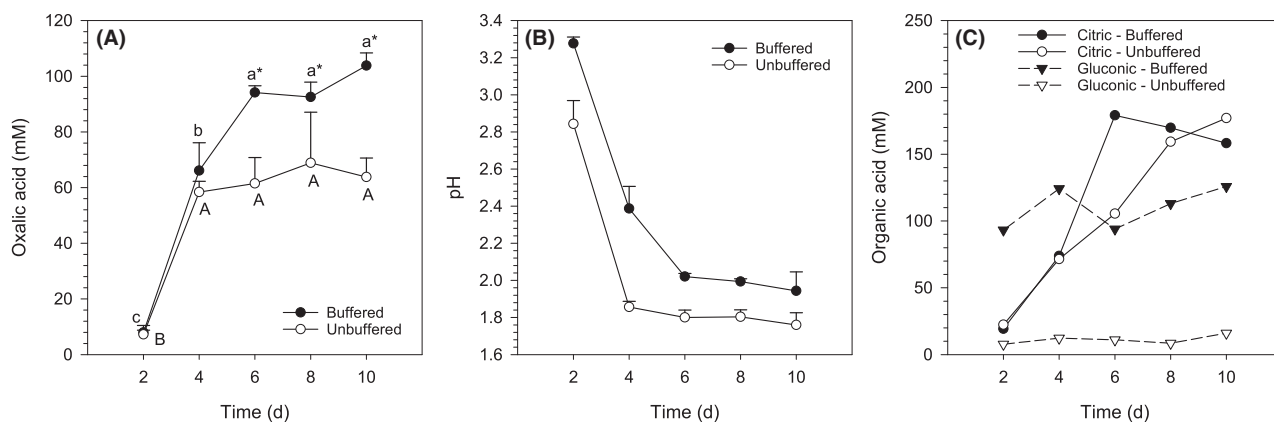 (A)
Oxalic acid (mM)
120
100
80
60
40
20
0
a*
a*
a*
b
A
A
A
A
c
B
Buffered
Unbuffered
2 4 6 8 10
Time (d)
(B)
pH
3.4
3.2
3.0
2.8
2.6
2.4
2.2
2.0
1.8
1.6
Buffered
Unbuffered
2 4 6 8 10
Time (d)
(C)
Organic acid (mM)
250
200
150
100
50
0
Citric - Buffered
Citric - Unbuffered
Gluconic - Buffered
Gluconic - Unbuffered
2 4 6 8 10
Time (d)